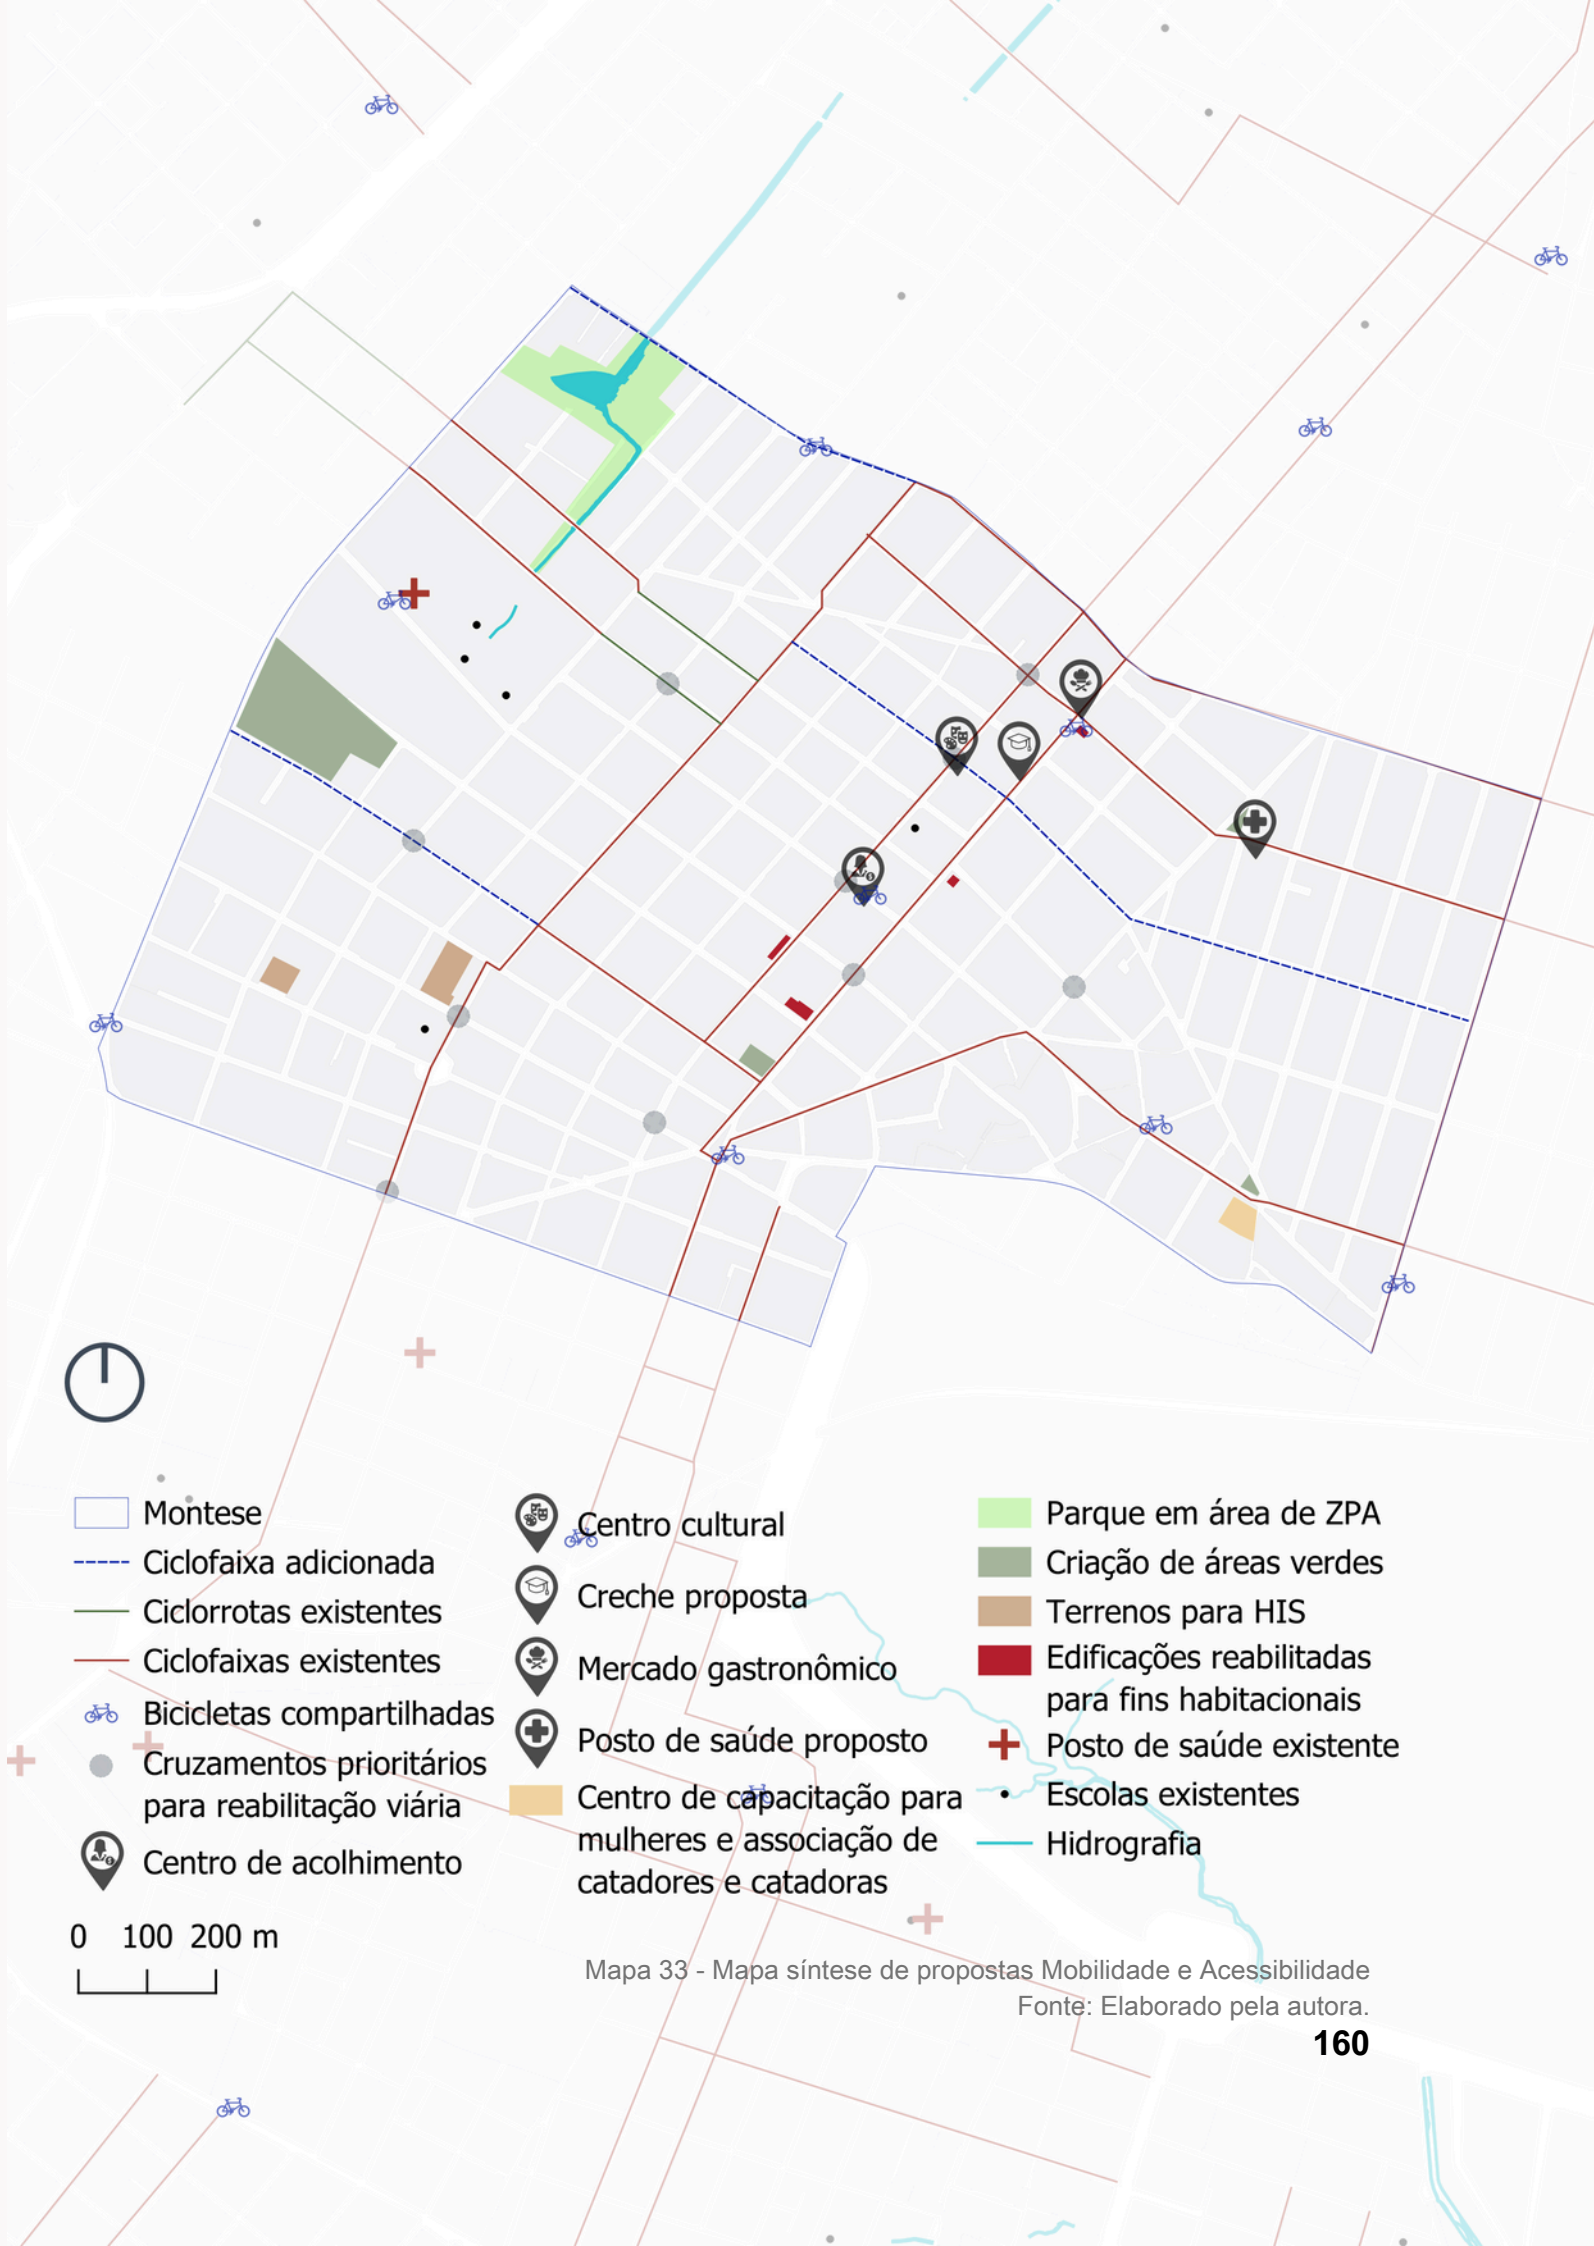 Montese
Ciclofaixa adicionada
Ciclorrotas existentes
Ciclofaixas existentes
Bicicletas compartilhadas
Cruzamentos prioritários
para reabilitação viária
Centro de acolhimento
Centro cultural
Creche proposta
Mercado gastronômico
Posto de saúde proposto
Centro de capacitação para
mulheres e associação de
catadores e catadoras
Parque em área de ZPA
Criação de áreas verdes
Terrenos para HIS
Edificações reabilitadas
para fins habitacionais
Posto de saúde existente
Escolas existentes
Hidrografia
0 100 200 m
Mapa 33 - Mapa síntese de propostas Mobilidade e Acessibilidade
Fonte: Elaborado pela autora.
160